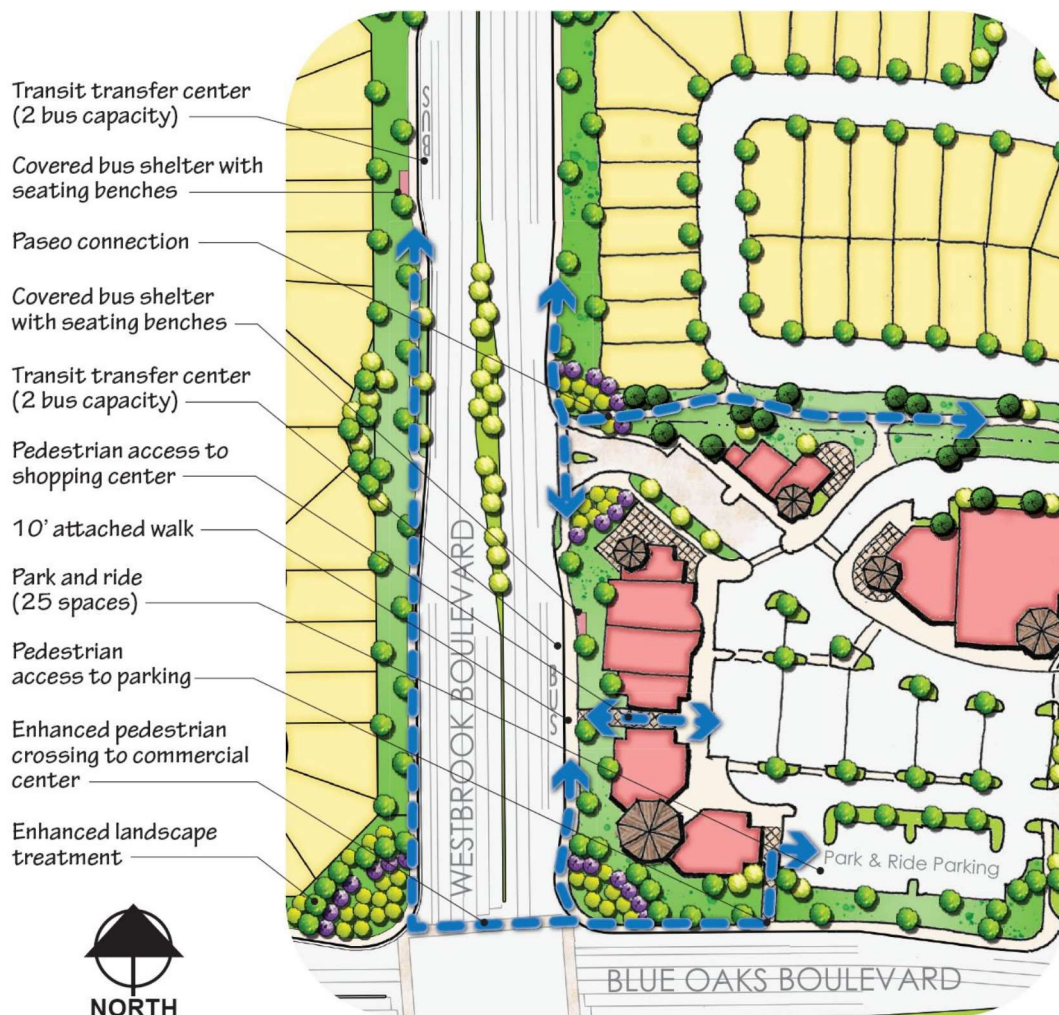 Transit transfer center
(2 bus capacity)
Covered bus shelter with
seating benches
Paseo connection
Covered bus shelter
with seating benches
Transit transfer center
(2 bus capacity)
Pedestrian access to
shopping center
10' attached walk
Park and ride
(25 spaces)
Pedestrian
access to parking
Enhanced pedestrian
crossing to commercial
center
Enhanced landscape
treatment
NORTH
BUS
WESTBROOK BOULEVARD
BUS
Park & Ride Parking
BLUE OAKS BOULEVARD